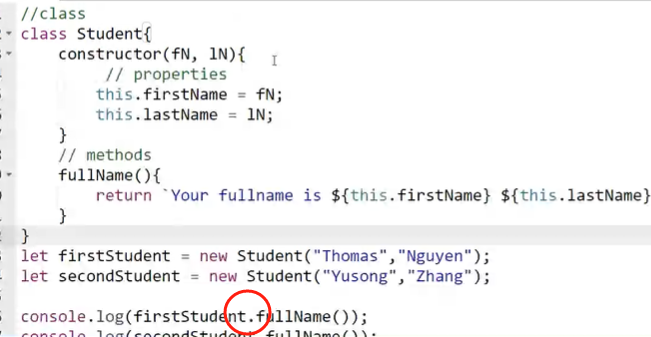 //class
class Student{
constructor(fN, lN){
// properties
this.firstName = fN;
this.lastName = lN;
}
// methods
fullName(){
return `Your fullname is ${this.firstName} ${this.lastName}
}
}
let firstStudent = new Student("Thomas","Nguyen");
let secondStudent = new Student("Yusong","Zhang");
console.log(firstStudent.fullName());
console.log(secondStudent.fullName());